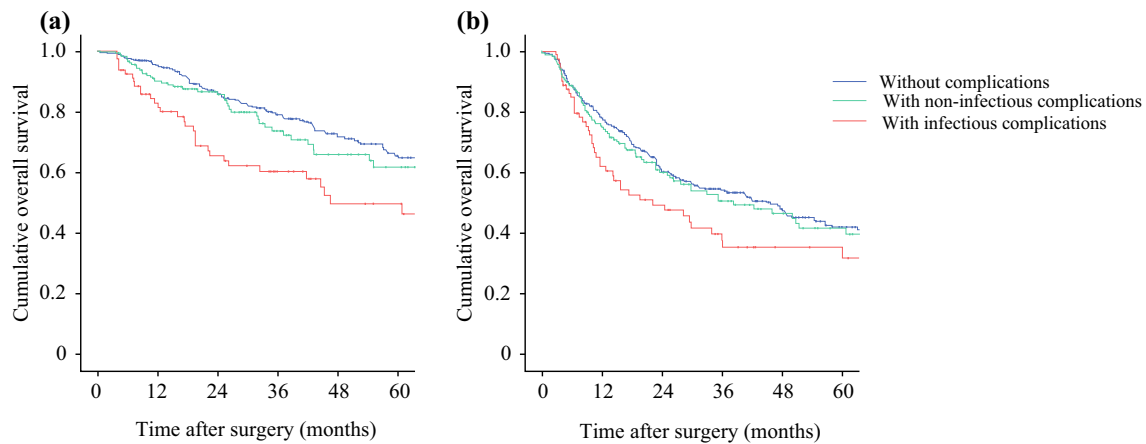 (a)
Cumulative overall survival
1.0
0.8
0.6
0.4
0.2
0
0 12 24 36 48 60
Time after surgery (months)
(b)
Cumulative overall survival
1.0
0.8
0.6
0.4
0.2
0
0 12 24 36 48 60
Time after surgery (months)
Without complications
With non-infectious complications
With infectious complications